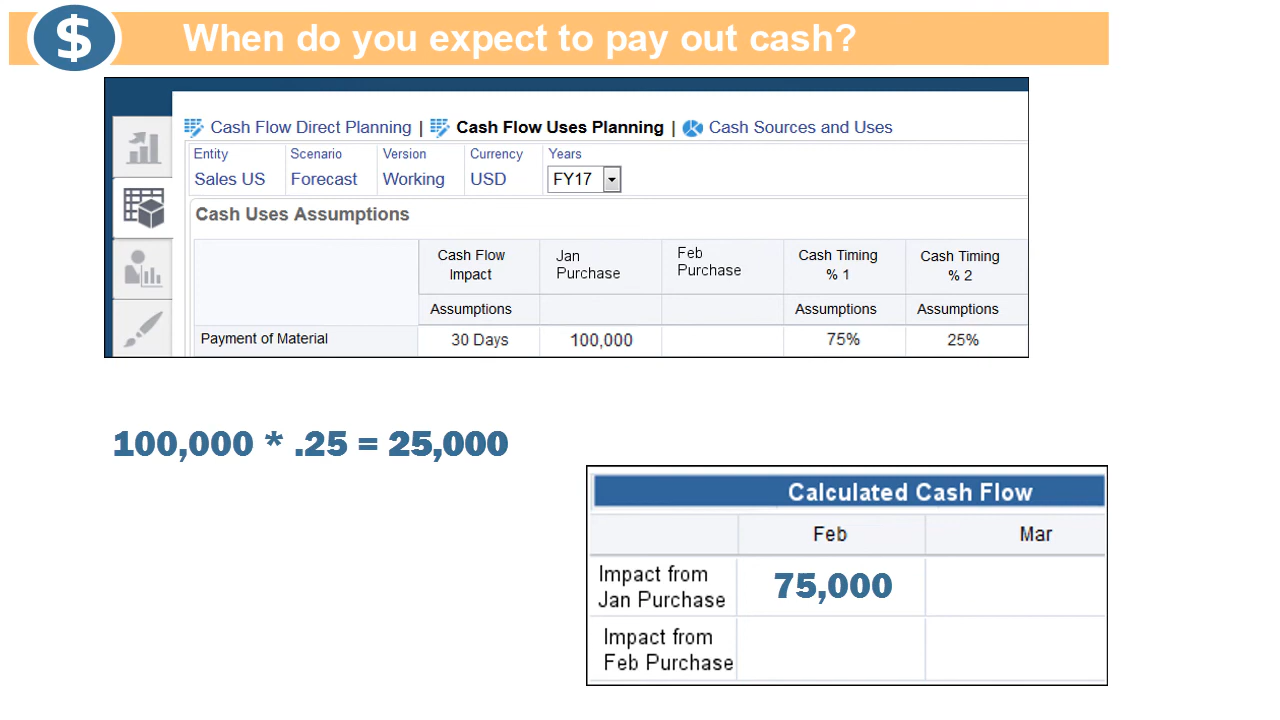 $ When do you expect to pay out cash?
Cash Flow Direct Planning | Cash Flow Uses Planning | Cash Sources and Uses
Entity Scenario Version Currency Years
Sales US Forecast Working USD FY17
Cash Uses Assumptions
Cash Flow Impact Jan Purchase Feb Purchase Cash Timing % 1 Cash Timing % 2
Assumptions Assumptions Assumptions
Payment of Material 30 Days 100,000 75% 25%
100,000 * .25 = 25,000
Calculated Cash Flow
Feb Mar
Impact from
Jan Purchase 75,000
Impact from
Feb Purchase